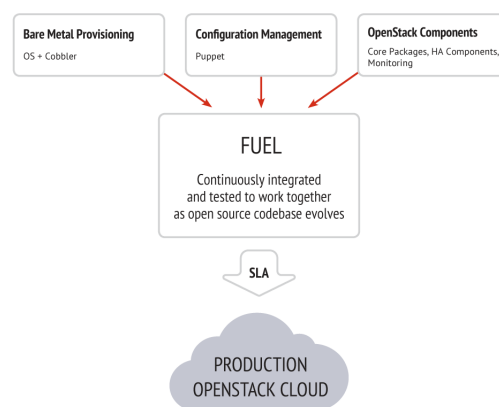 Bare Metal Provisioning
OS + Cobbler
Configuration Management
Puppet
OpenStack Components
Core Packages, HA Components,
Monitoring
FUEL
Continuously integrated
and tested to work together
as open source codebase evolves
SLA
PRODUCTION
OPENSTACK CLOUD